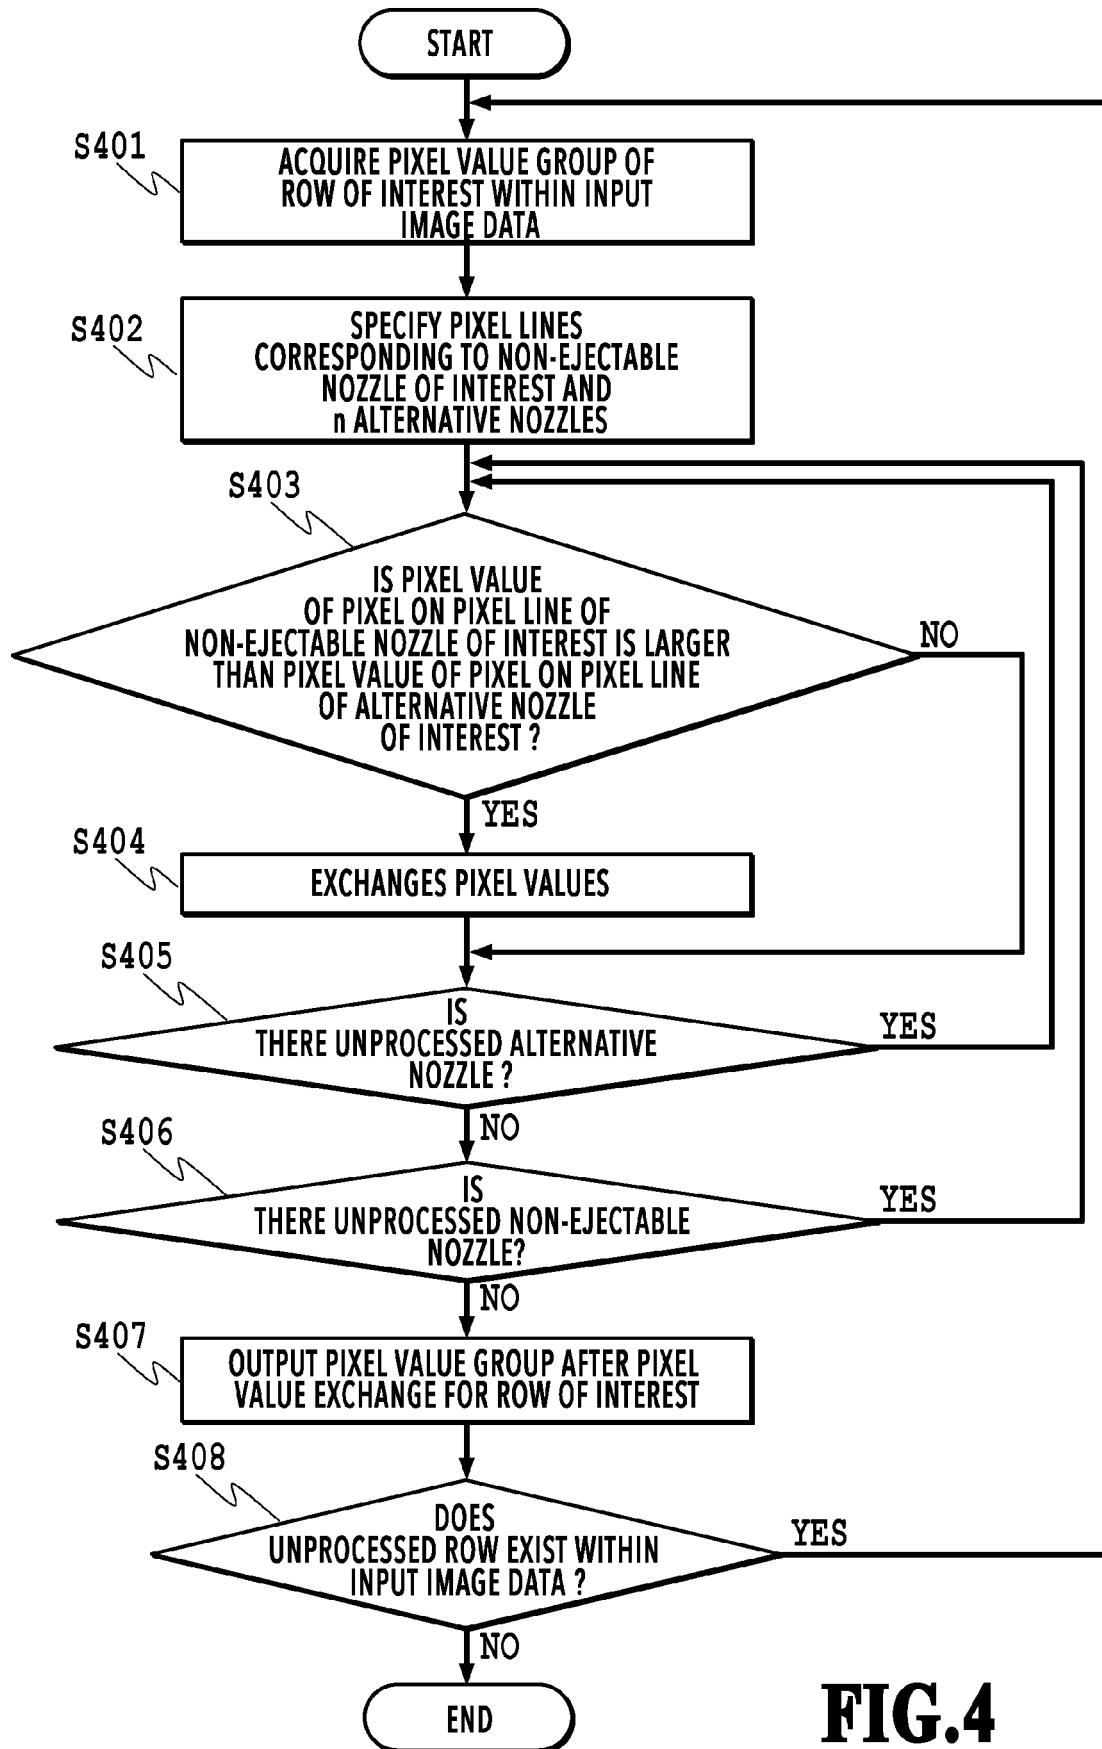 START
S401
ACQUIRE PIXEL VALUE GROUP OF
ROW OF INTEREST WITHIN INPUT
IMAGE DATA
S402
SPECIFY PIXEL LINES
CORRESPONDING TO NON-EJECTABLE
NOZZLE OF INTEREST AND
n ALTERNATIVE NOZZLES
S403
IS PIXEL VALUE
OF PIXEL ON PIXEL LINE OF
NON-EJECTABLE NOZZLE OF INTEREST IS LARGER
THAN PIXEL VALUE OF PIXEL ON PIXEL LINE
OF ALTERNATIVE NOZZLE
OF INTEREST ?
NO
YES
S404
EXCHANGES PIXEL VALUES
S405
IS
THERE UNPROCESSED ALTERNATIVE
NOZZLE ?
YES
NO
S406
IS
THERE UNPROCESSED NON-EJECTABLE
NOZZLE?
YES
NO
S407
OUTPUT PIXEL VALUE GROUP AFTER PIXEL
VALUE EXCHANGE FOR ROW OF INTEREST
S408
DOES
UNPROCESSED ROW EXIST WITHIN
INPUT IMAGE DATA ?
YES
NO
END
FIG.4